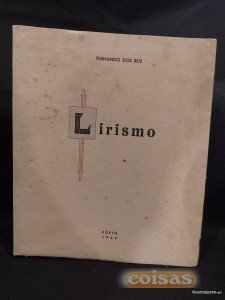 FERNANDO DOS REIS
Lirismo
PÔRTO
coisas